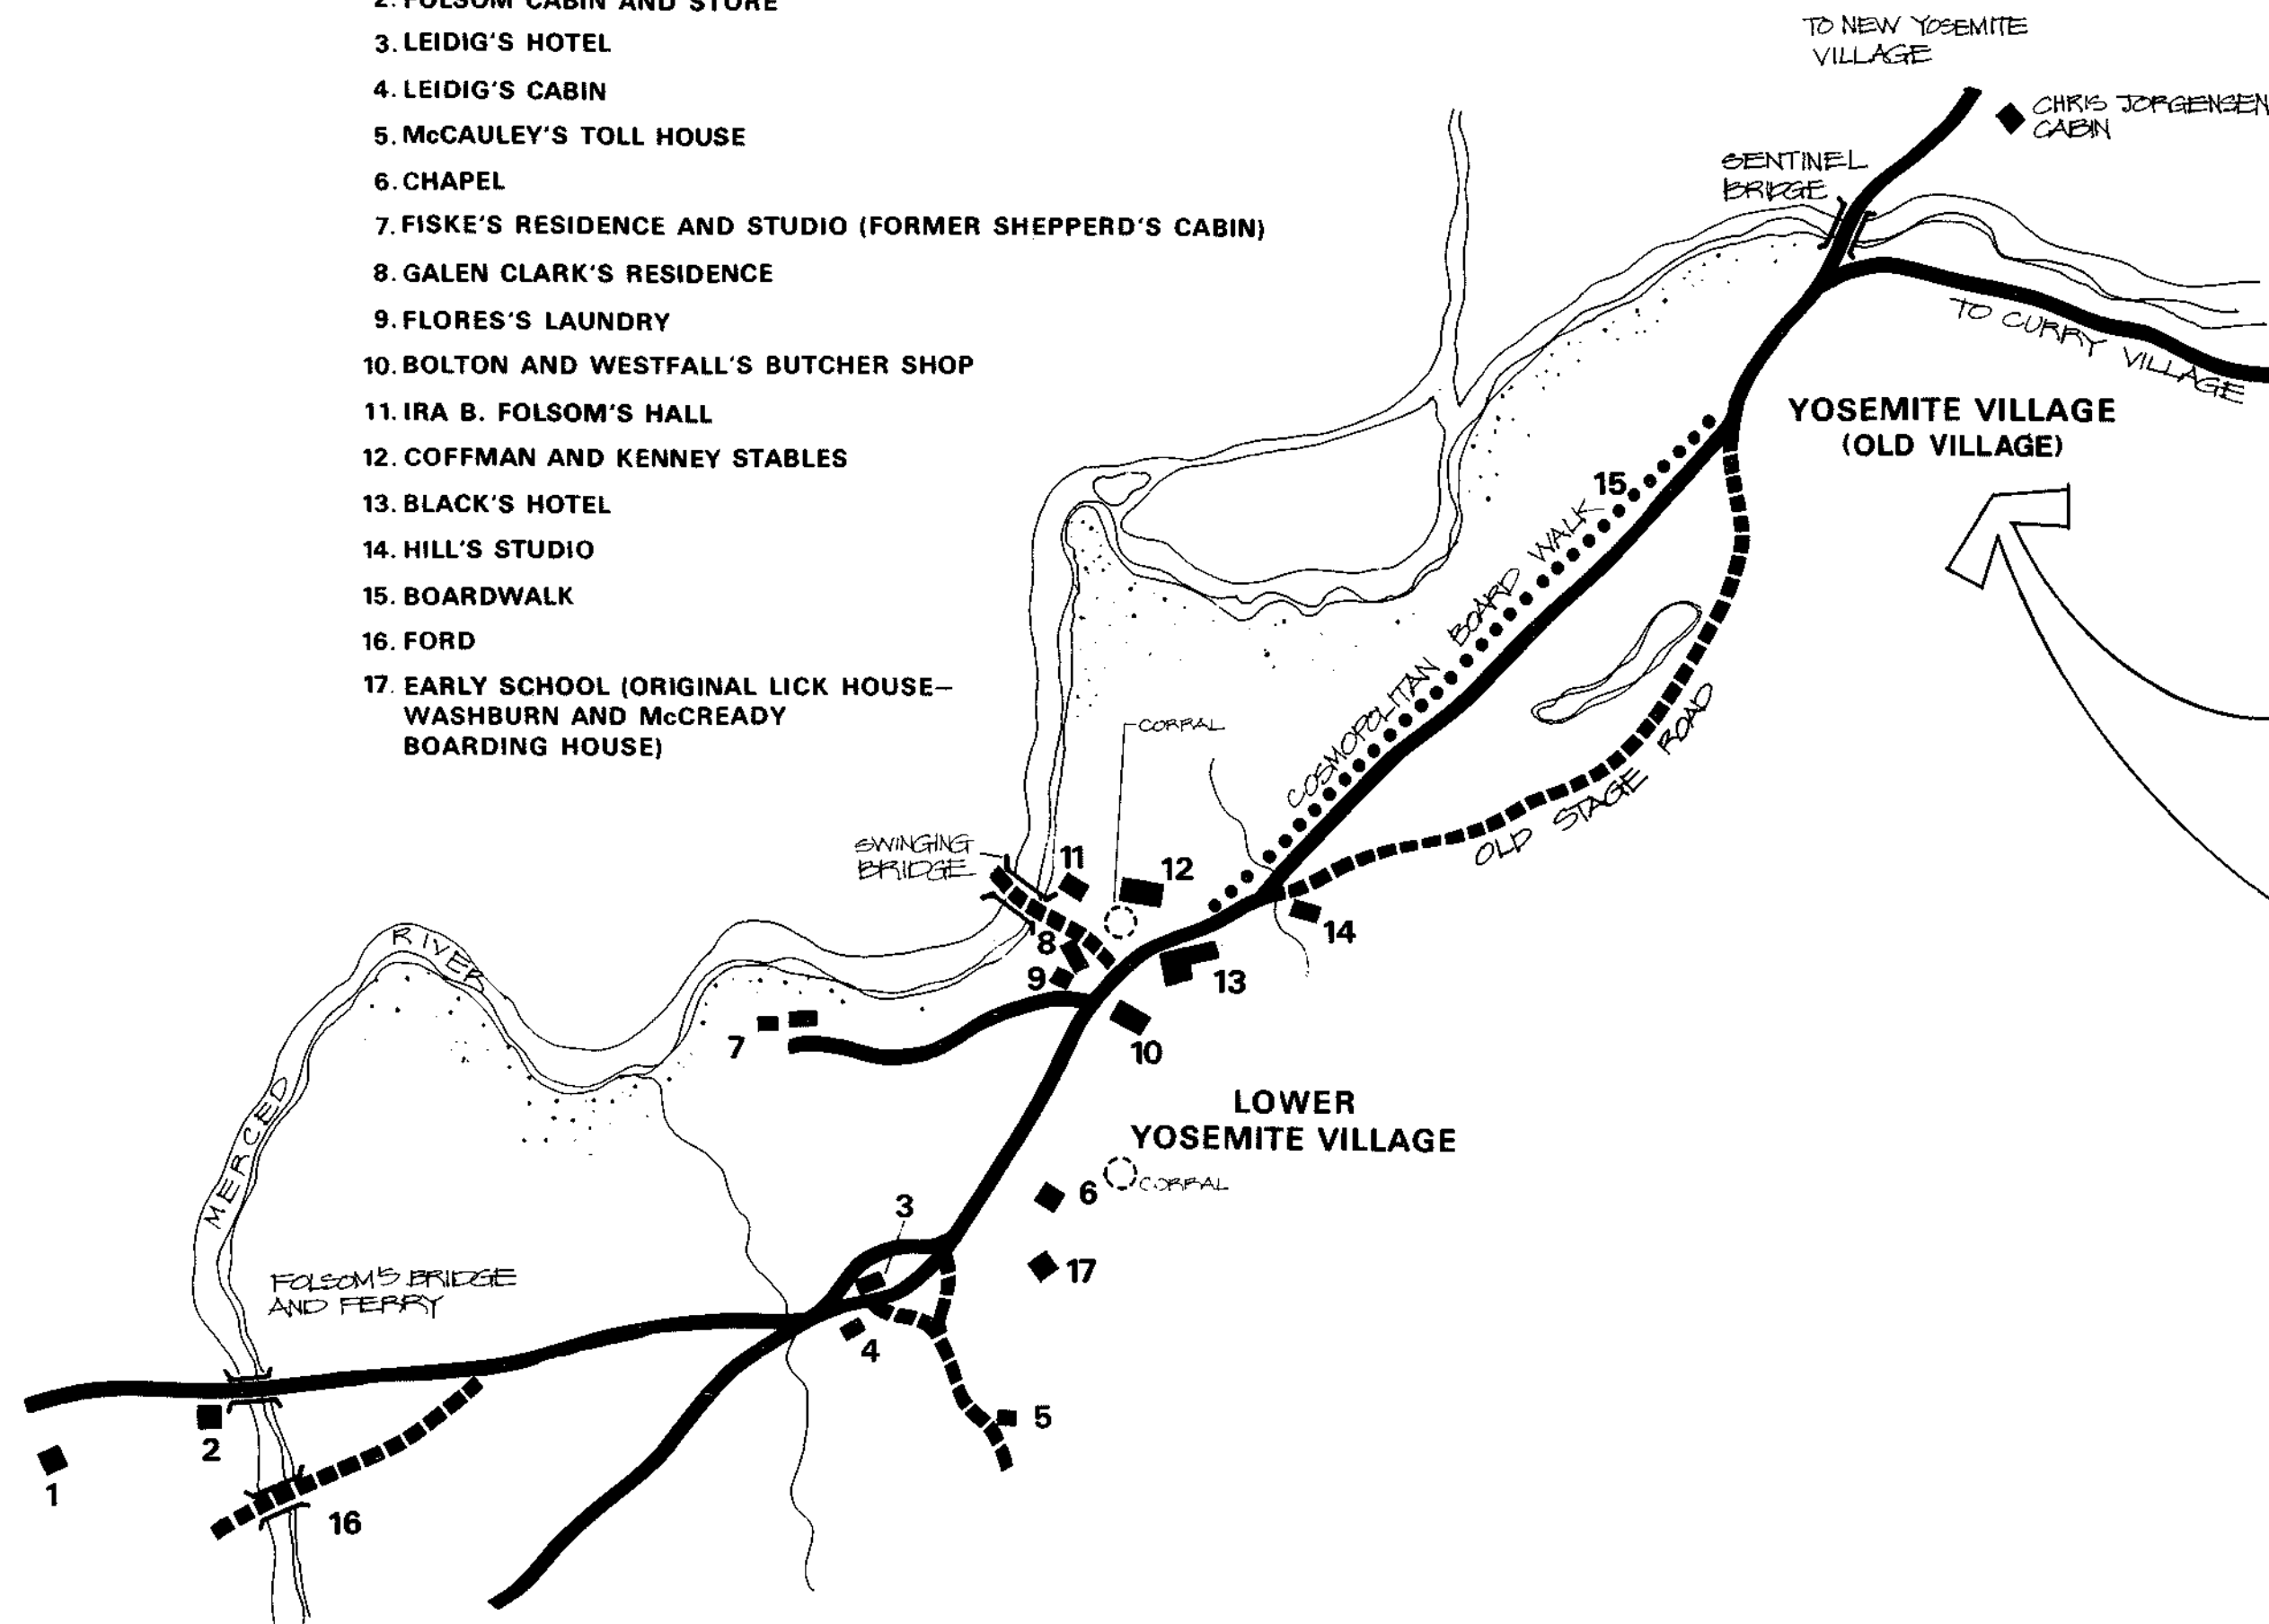 2. FOLSOM CABIN AND STORE
3. LEIDIG'S HOTEL
4. LEIDIG'S CABIN
5. McCAULEY'S TOLL HOUSE
6. CHAPEL
7. FISKE'S RESIDENCE AND STUDIO (FORMER SHEPPERD'S CABIN)
8. GALEN CLARK'S RESIDENCE
9. FLORES'S LAUNDRY
10. BOLTON AND WESTFALL'S BUTCHER SHOP
11. IRA B. FOLSOM'S HALL
12. COFFMAN AND KENNEY STABLES
13. BLACK'S HOTEL
14. HILL'S STUDIO
15. BOARDWALK
16. FORD
17. EARLY SCHOOL (ORIGINAL LICK HOUSE–
WASHBURN AND McCREADY
BOARDING HOUSE)
TO NEW YOSEMITE
VILLAGE
CHRIS JORGENSEN
CABIN
SENTINEL
BRIDGE
TO CURRY VILLAGE
YOSEMITE VILLAGE
(OLD VILLAGE)
15
COSMOPOLITAN BOARD WALK
OLD STAGE ROAD
CORRAL
SWINGING
BRIDGE
11
12
14
8
9
13
10
7
RIVER
MERCED
LOWER
YOSEMITE VILLAGE
6
CORRAL
3
17
FOLSOM'S BRIDGE
AND FERRY
4
5
2
1
16